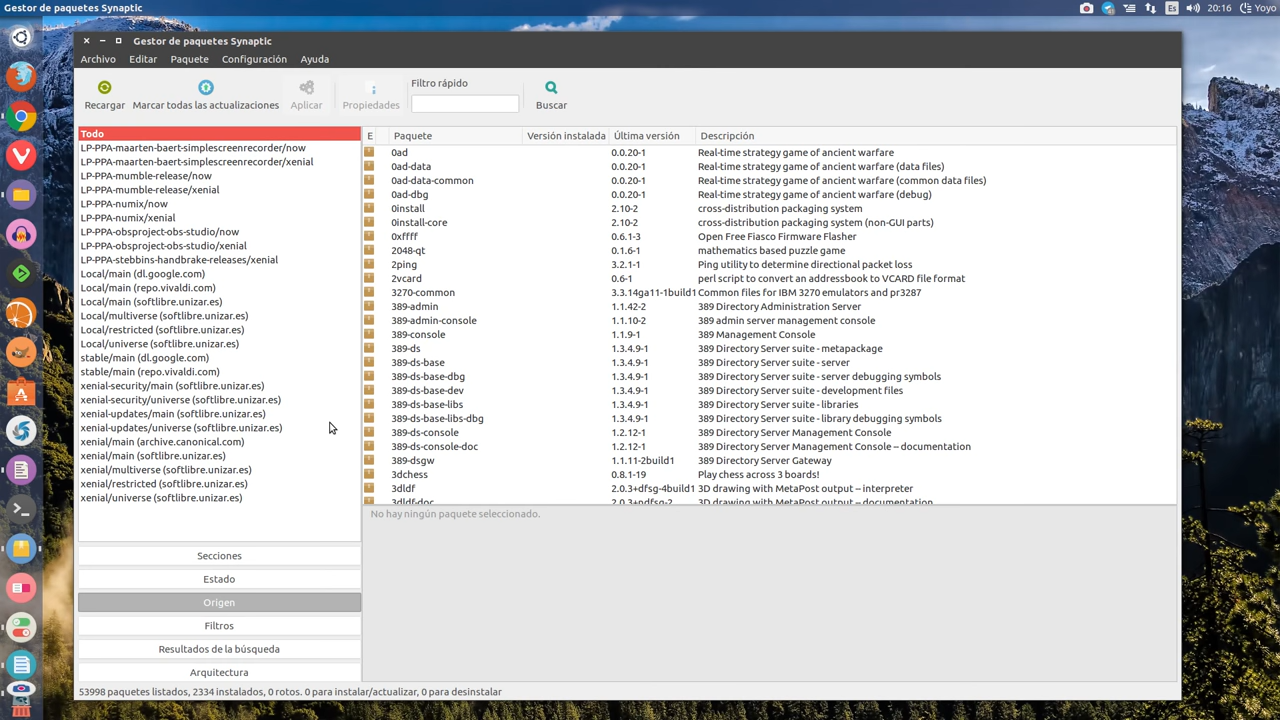 Gestor de paquetes Synaptic
Es
20:16
Yoyo
Gestor de paquetes Synaptic
Archivo Editar Paquete Configuración Ayuda
Recargar Marcar todas las actualizaciones Aplicar Propiedades Filtro rápido Buscar
Todo
LP-PPA-maarten-baert-simplescreenrecorder/now
LP-PPA-maarten-baert-simplescreenrecorder/xenial
LP-PPA-mumble-release/now
LP-PPA-mumble-release/xenial
LP-PPA-numix/now
LP-PPA-numix/xenial
LP-PPA-obsproject-obs-studio/now
LP-PPA-obsproject-obs-studio/xenial
LP-PPA-stebbins-handbrake-releases/xenial
Local/main (dl.google.com)
Local/main (repo.vivaldi.com)
Local/main (softlibre.unizar.es)
Local/multiverse (softlibre.unizar.es)
Local/restricted (softlibre.unizar.es)
Local/universe (softlibre.unizar.es)
stable/main (dl.google.com)
stable/main (repo.vivaldi.com)
xenial-security/main (softlibre.unizar.es)
xenial-security/universe (softlibre.unizar.es)
xenial-updates/main (softlibre.unizar.es)
xenial-updates/universe (softlibre.unizar.es)
xenial/main (archive.canonical.com)
xenial/main (softlibre.unizar.es)
xenial/multiverse (softlibre.unizar.es)
xenial/restricted (softlibre.unizar.es)
xenial/universe (softlibre.unizar.es)
Secciones
Estado
Origen
Filtros
Resultados de la búsqueda
Arquitectura
E Paquete Versión instalada Última versión Descripción
0ad 0.0.20-1 Real-time strategy game of ancient warfare
0ad-data 0.0.20-1 Real-time strategy game of ancient warfare (data files)
0ad-data-common 0.0.20-1 Real-time strategy game of ancient warfare (common data files)
0ad-dbg 0.0.20-1 Real-time strategy game of ancient warfare (debug)
0install 2.10-2 cross-distribution packaging system
0install-core 2.10-2 cross-distribution packaging system (non-GUI parts)
0xffff 0.6.1-3 Open Free Fiasco Firmware Flasher
2048-qt 0.1.6-1 mathematics based puzzle game
2ping 3.2.1-1 Ping utility to determine directional packet loss
2vcard 0.6-1 perl script to convert an addressbook to VCARD file format
3270-common 3.3.14ga11-1build1 Common files for IBM 3270 emulators and pr3287
389-admin 1.1.42-2 389 Directory Administration Server
389-admin-console 1.1.10-2 389 admin server management console
389-console 1.1.9-1 389 Management Console
389-ds 1.3.4.9-1 389 Directory Server suite - metapackage
389-ds-base 1.3.4.9-1 389 Directory Server suite - server
389-ds-base-dbg 1.3.4.9-1 389 Directory Server suite - server debugging symbols
389-ds-base-dev 1.3.4.9-1 389 Directory Server suite - development files
389-ds-base-libs 1.3.4.9-1 389 Directory Server suite - libraries
389-ds-base-libs-dbg 1.3.4.9-1 389 Directory Server suite - library debugging symbols
389-ds-console 1.2.12-1 389 Directory Server Management Console
389-ds-console-doc 1.2.12-1 389 Directory Server Management Console – documentation
389-dsgw 1.1.11-2build1 389 Directory Server Gateway
3dchess 0.8.1-19 Play chess across 3 boards!
3dldf 2.0.3+dfsg-4build1 3D drawing with MetaPost output – interpreter
3dldf-doc 2.0.3+ndfsg-2 3D drawing with MetaPost output – documentation
No hay ningún paquete seleccionado.
53998 paquetes listados, 2334 instalados, 0 rotos. 0 para instalar/actualizar, 0 para desinstalar